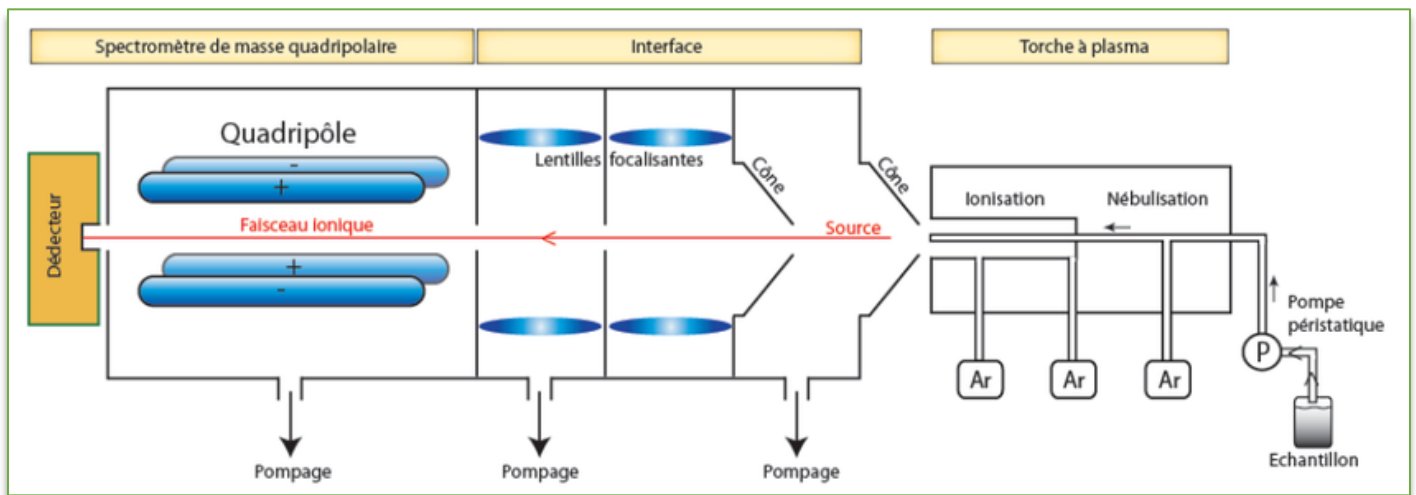 Spectromètre de masse quadripolaire
Interface
Torche à plasma
Quadripôle
-
+
Lentilles focalisantes
Cône
Cône
Ionisation
Nébulisation
Faisceau ionique
Source
Dédecteur
+
-
Pompe
péristatique
P
Ar
Ar
Ar
Echantillon
Pompage
Pompage
Pompage